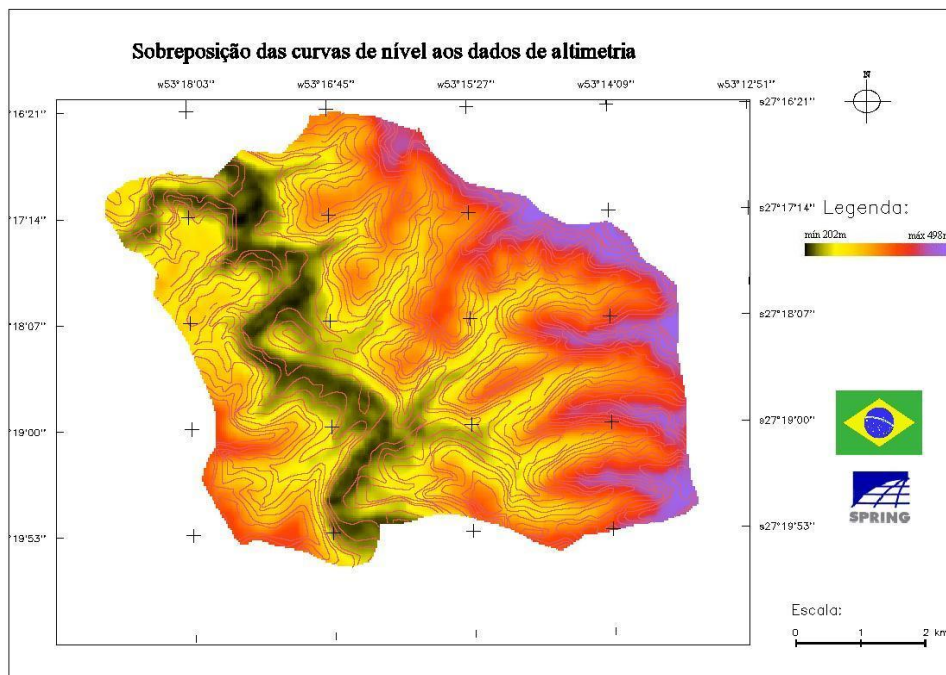 Sobreposição das curvas de nível aos dados de altimetria
w53°18'03'' w53°16'45'' w53°15'27'' w53°14'09'' w53°12'51''
N
°16'21'' s27°16'21''
°17'14'' s27°17'14''
Legenda:
mín 202m máx 498m
°18'07'' s27°18'07''
°19'00'' s27°19'00''
SPRING
°19'53'' s27°19'53''
Escala:
0 1 2 km